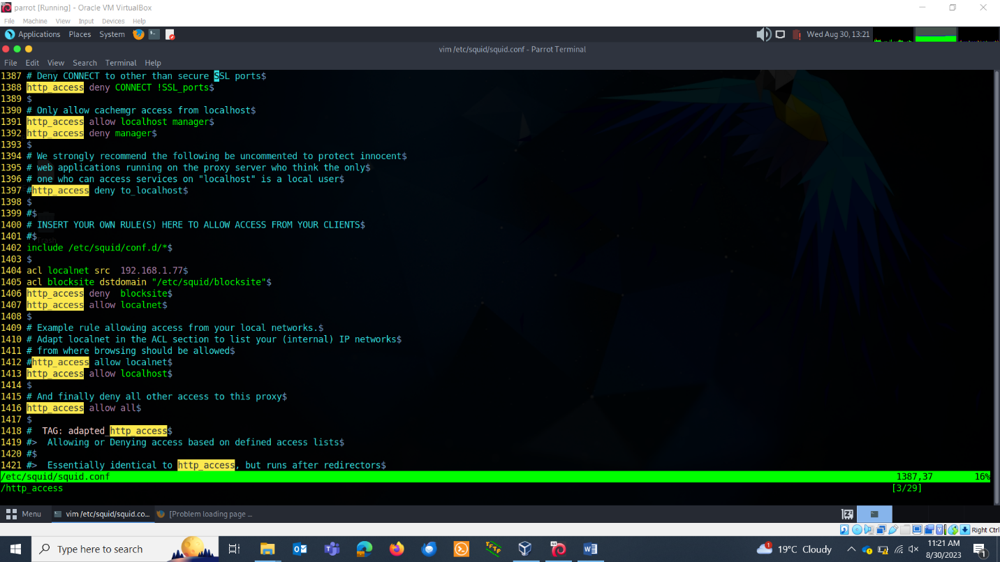 parrot [Running] - Oracle VM VirtualBox
File Machine View Input Devices Help
Applications Places System Wed Aug 30, 13:21
vim /etc/squid/squid.conf - Parrot Terminal
File Edit View Search Terminal Help
1387 # Deny CONNECT to other than secure SSL ports$
1388 http_access deny CONNECT !SSL_ports$
1389 $
1390 # Only allow cachemgr access from localhost$
1391 http_access allow localhost manager$
1392 http_access deny manager$
1393 $
1394 # We strongly recommend the following be uncommented to protect innocent$
1395 # web applications running on the proxy server who think the only$
1396 # one who can access services on "localhost" is a local user$
1397 #http_access deny to_localhost$
1398 $
1399 #$
1400 # INSERT YOUR OWN RULE(S) HERE TO ALLOW ACCESS FROM YOUR CLIENTS$
1401 #$
Trash
1402 include /etc/squid/conf.d/*$
1403 $
1404 acl localnet src  192.168.1.77$
1405 acl blocksite dstdomain "/etc/squid/blocksite"$
1406 http_access deny  blocksite$
1407 http_access allow localnet$
1408 $
1409 # Example rule allowing access from your local networks.$
1410 # Adapt localnet in the ACL section to list your (internal) IP networks$
1411 # from where browsing should be allowed$
1412 #http_access allow localnet$
1413 http_access allow localhost$
1414 $
1415 # And finally deny all other access to this proxy$
1416 http_access allow all$
1417 $
1418 #  TAG: adapted_http_access$
1419 #>  Allowing or Denying access based on defined access lists$
1420 #$
1421 #>  Essentially identical to http_access, but runs after redirectors$
/etc/squid/squid.conf 1387,37 16%
/http_access [3/29]
Menu vim /etc/squid/squid.co... [Problem loading page ...
Right Ctrl
Type here to search 19°C Cloudy 11:21 AM
8/30/2023